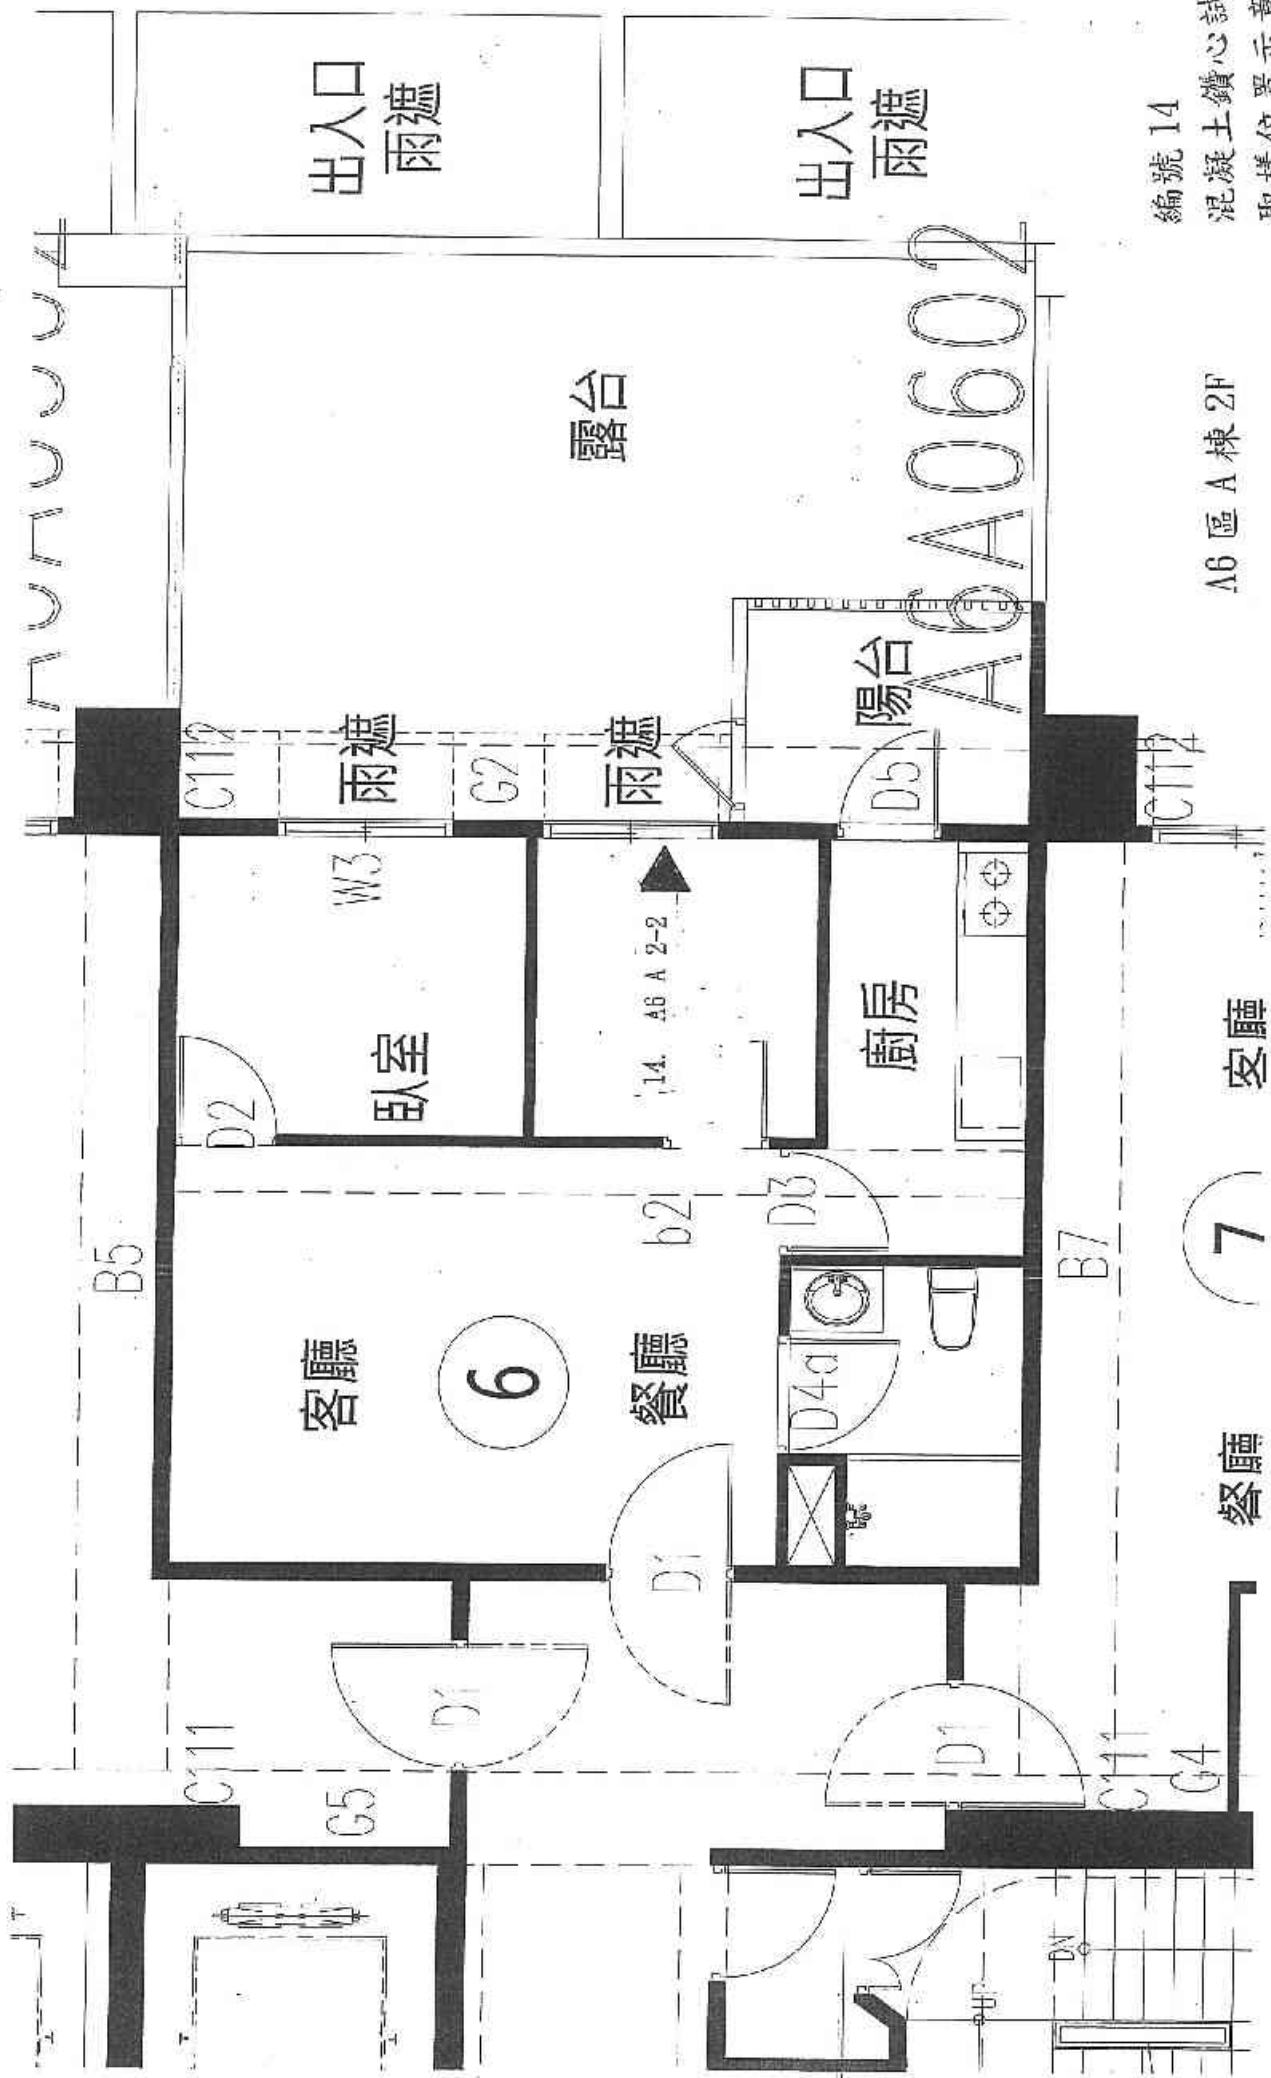 編號14
混凝土鑽心試
A6 區 A 棟 2F
出入口
雨遮
出入口
雨遮
露台
A6A0602
陽台
雨遮
雨遮
C112
G2
D5
C112
W3
14. A6 A 2-2
臥室
廚房
D2
D3
b2
B5
B7
客廳
6
餐廳
D4a
客廳
7
餐廳
D1
D1
D1
C111
G5
C111
G4
DN
UP